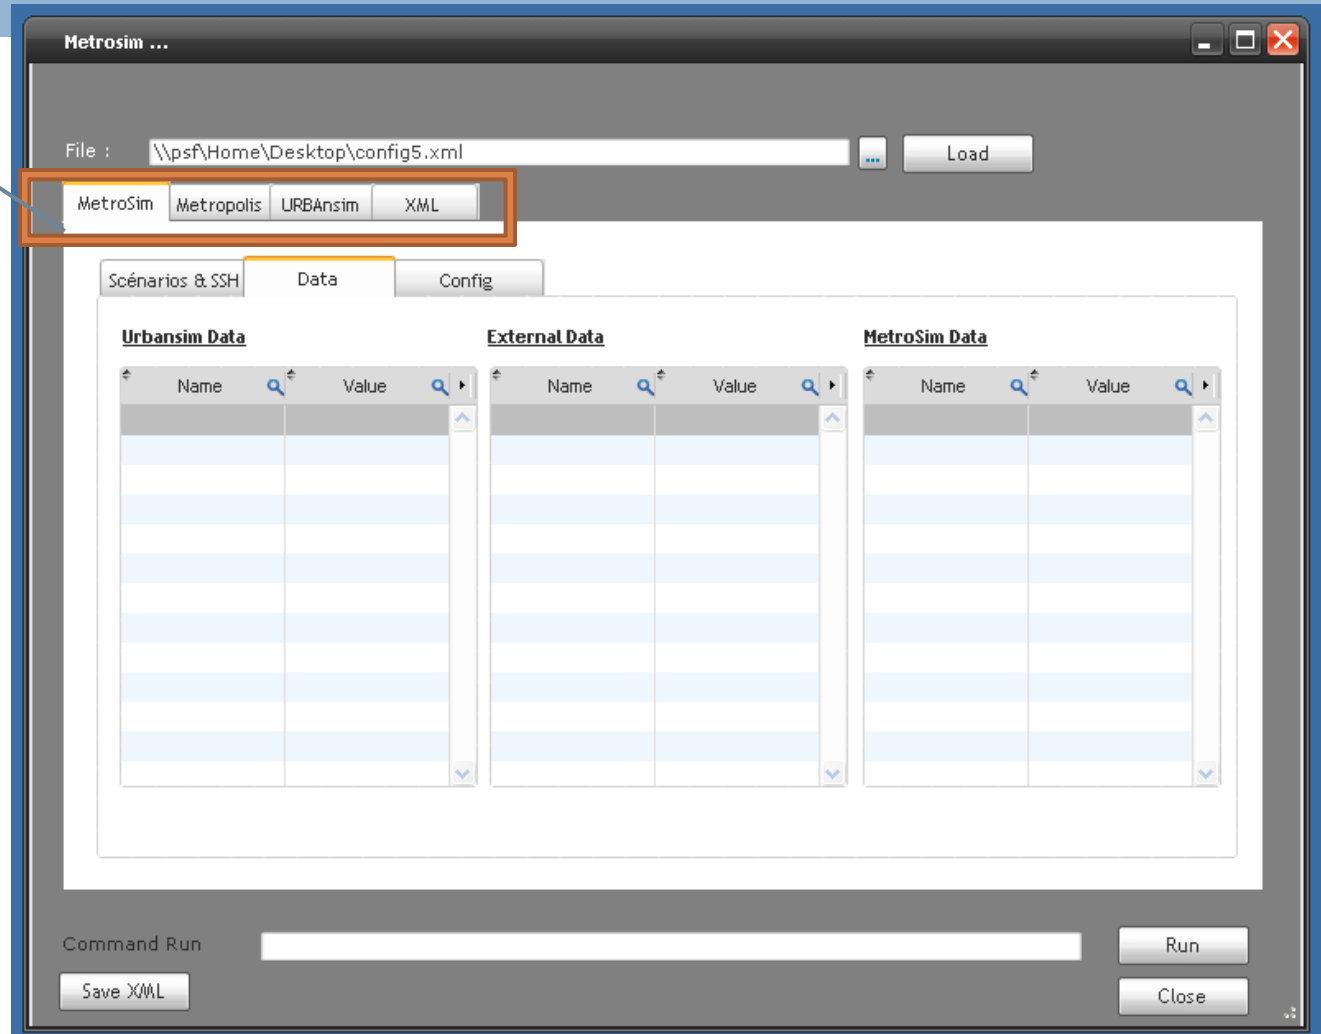 Metrosim ...
File : \\psf\Home\Desktop\config5.xml ... Load
MetroSim Metropolis URBAnsim XML
Scénarios & SSH Data Config
Urbansim Data External Data MetroSim Data
Name Value Name Value Name Value
Command Run Run
Save XML Close